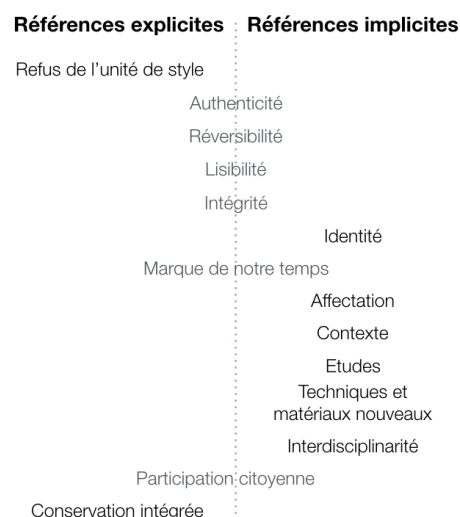 Références explicites Références implicites
Refus de l'unité de style
Authenticité
Réversibilité
Lisibilité
Intégrité
Identité
Marque de notre temps
Affectation
Contexte
Etudes
Techniques et
matériaux nouveaux
Interdisciplinarité
Participation citoyenne
Conservation intégrée